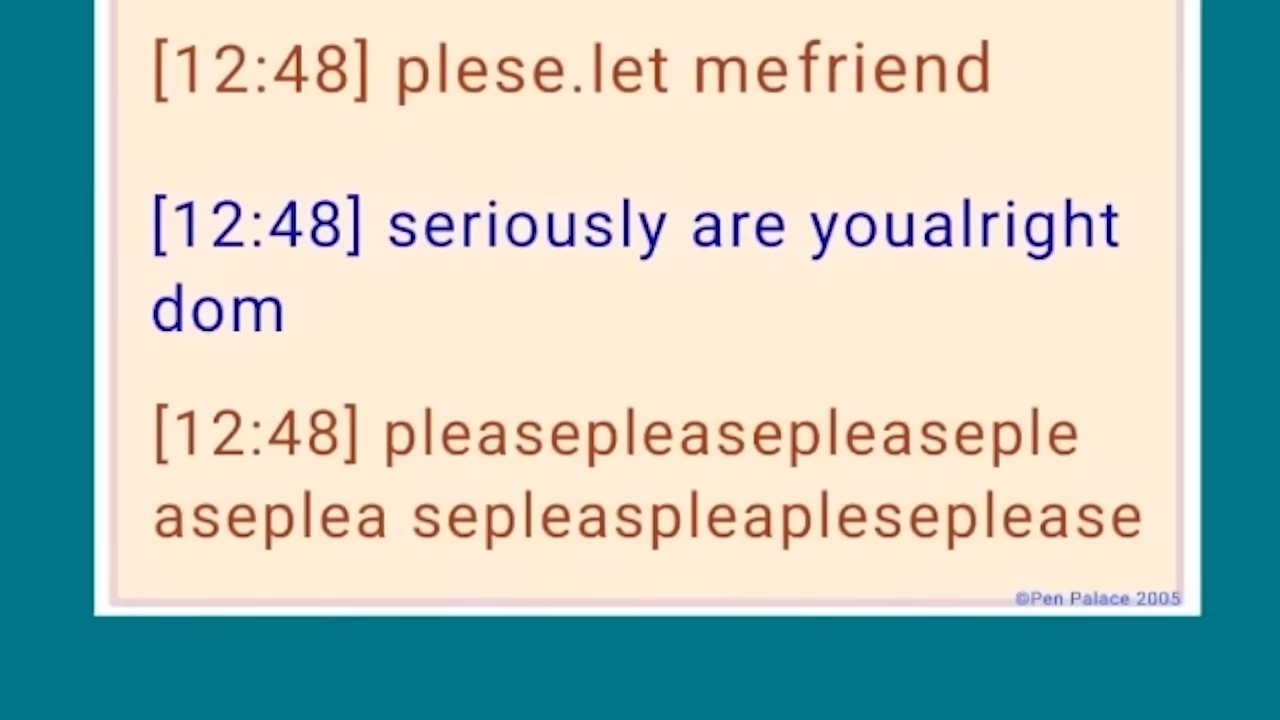 [12:48] plese.let mefriend
[12:48] seriously are youalright
dom
[12:48] pleasepleasepleaseple
aseplea sepleaspleapleseplease
©Pen Palace 2005